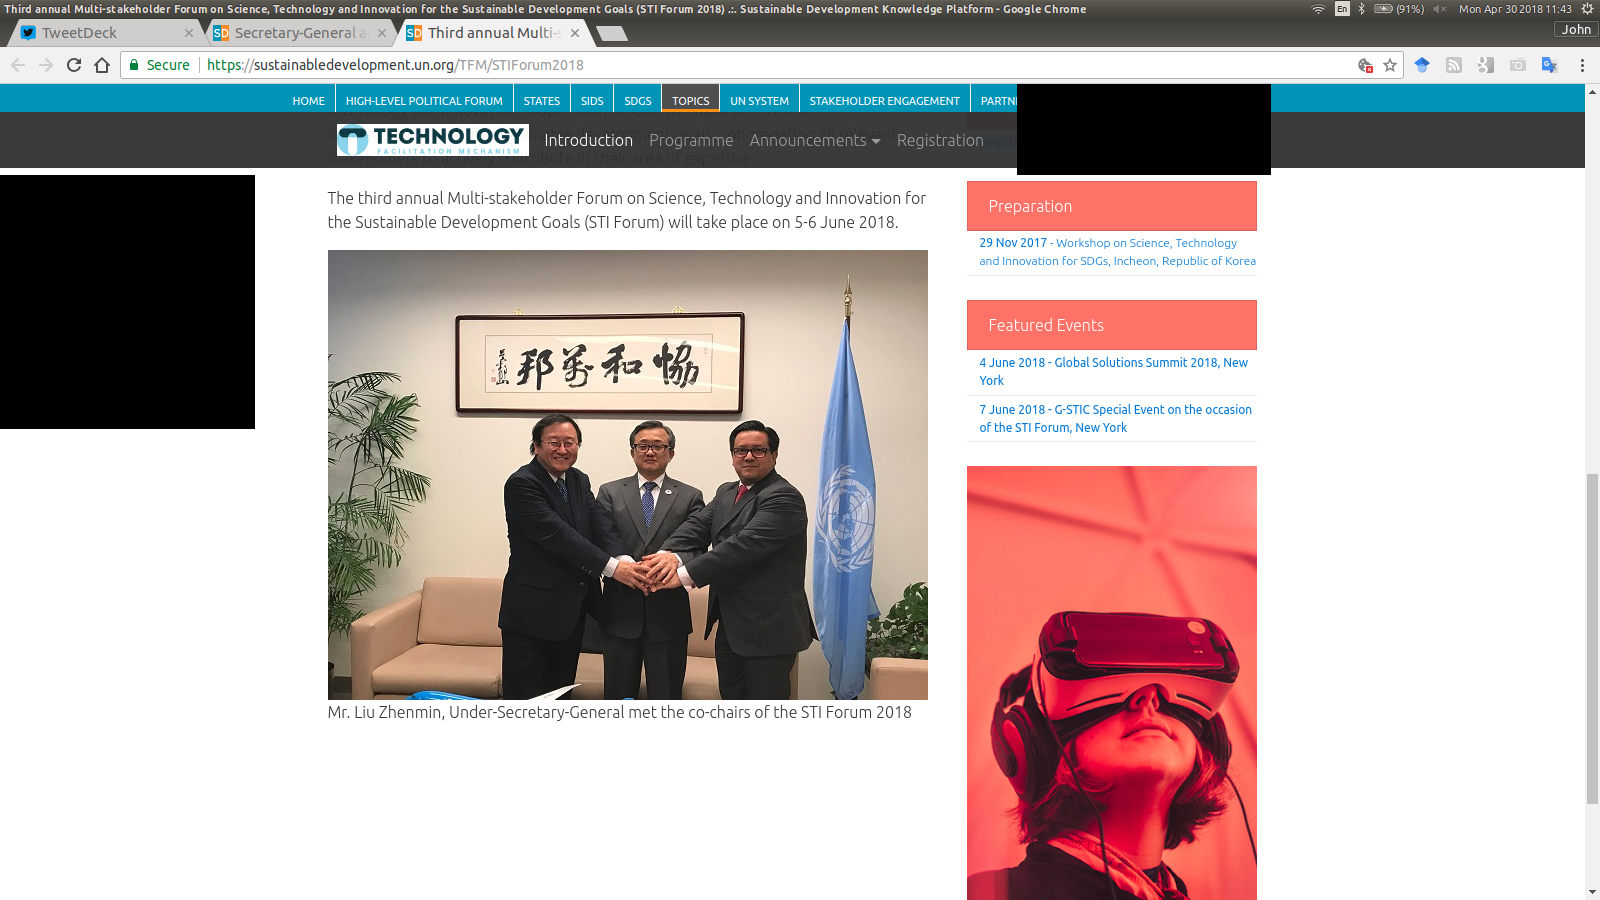 Third annual Multi-stakeholder Forum on Science, Technology and Innovation for the Sustainable Development Goals (STI Forum 2018) .:. Sustainable Development Knowledge Platform - Google Chrome
En
(91%)
Mon Apr 30 2018 11:43
TweetDeck
SD Secretary-General a
SD Third annual Multi-s
John
Secure
https://sustainabledevelopment.un.org/TFM/STIForum2018
HOME
HIGH-LEVEL POLITICAL FORUM
STATES
SIDS
SDGS
TOPICS
UN SYSTEM
STAKEHOLDER ENGAGEMENT
PARTN
TECHNOLOGY
FACILITATION MECHANISM
Introduction
Programme
Announcements
Registration
stakeholders to actively contribute in their area of expertise.
The third annual Multi-stakeholder Forum on Science, Technology and Innovation for
the Sustainable Development Goals (STI Forum) will take place on 5-6 June 2018.
協和萬邦
Mr. Liu Zhenmin, Under-Secretary-General met the co-chairs of the STI Forum 2018
Preparation
29 Nov 2017 - Workshop on Science, Technology
and Innovation for SDGs, Incheon, Republic of Korea
Featured Events
4 June 2018 - Global Solutions Summit 2018, New
York
7 June 2018 - G-STIC Special Event on the occasion
of the STI Forum, New York